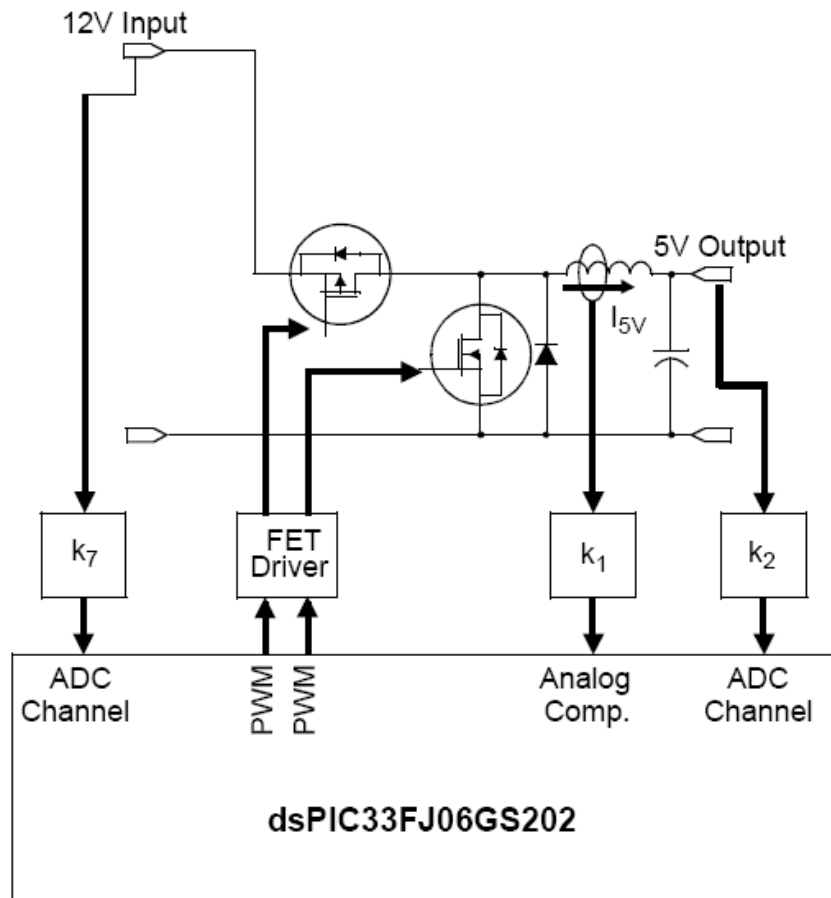 12V Input
5V Output
I5V
k7
FET
Driver
k1
k2
ADC
Channel
PWM
PWM
Analog
Comp.
ADC
Channel
dsPIC33FJ06GS202